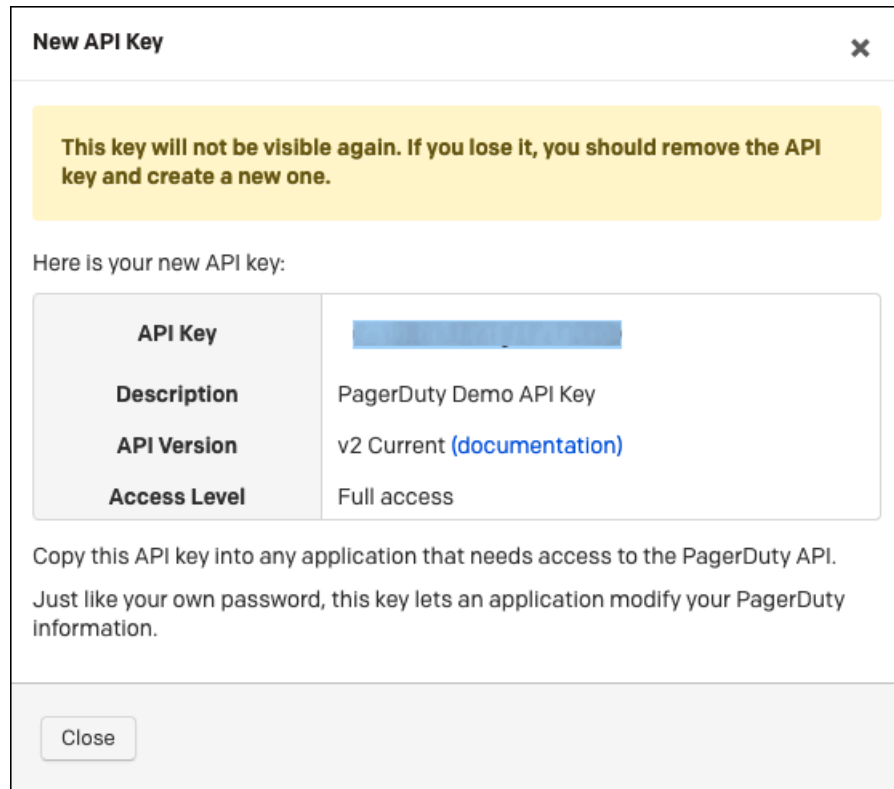 New API Key
This key will not be visible again. If you lose it, you should remove the API
key and create a new one.
Here is your new API key:
API Key
Description PagerDuty Demo API Key
API Version v2 Current (documentation)
Access Level Full access
Copy this API key into any application that needs access to the PagerDuty API.
Just like your own password, this key lets an application modify your PagerDuty
information.
Close